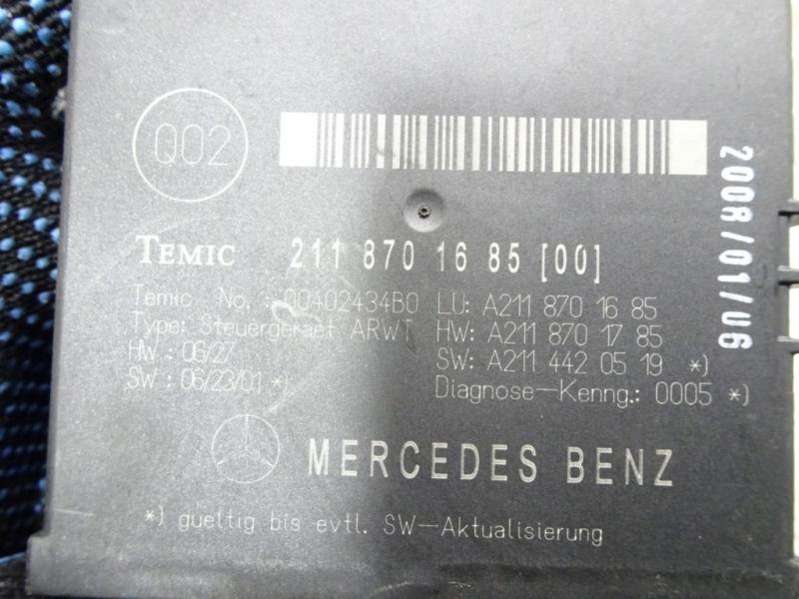 Q02
2008/01/06
TEMIC 211 870 16 85 [00]
Temic No.: 00402434B0 LU: A211 870 16 85
Type: Steuergeraet ARWT HW: A211 870 17 85
HW : 06/27 SW: A211 442 05 19 *)
SW : 06/23/01 *) Diagnose-Kenng.: 0005 *)
MERCEDES BENZ
*) gueltig bis evtl. SW-Aktualisierung